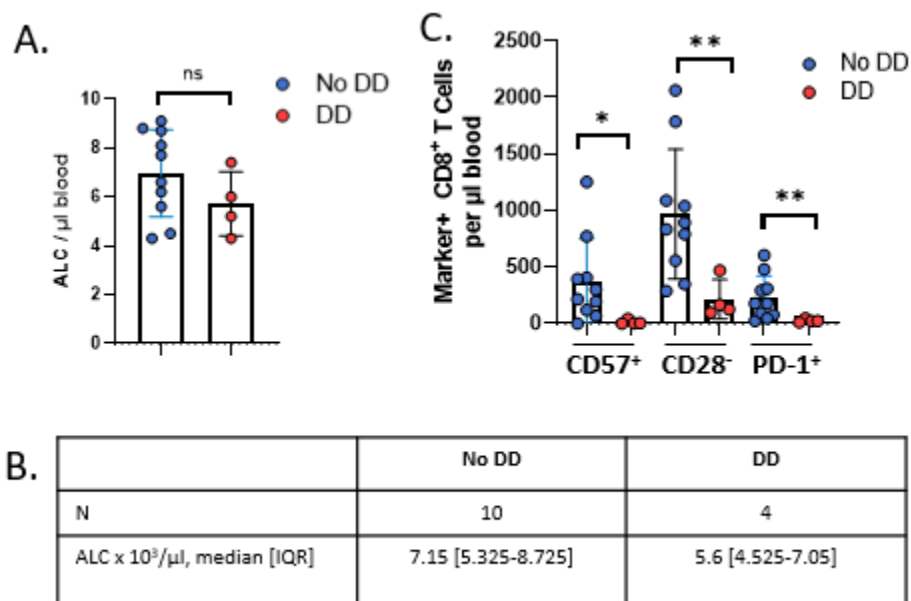 A.
ns
No DD
DD
10
8
6
4
2
0
ALC / µl blood
C.
2500
2000
1500
1000
500
0
Marker+ CD8⁺ T Cells
per µl blood
*
**
**
No DD
DD
CD57⁺
CD28⁻
PD-1⁺
B.
No DD DD
N 10 4
ALC x 10³/µl, median [IQR] 7.15 [5.325-8.725] 5.6 [4.525-7.05]